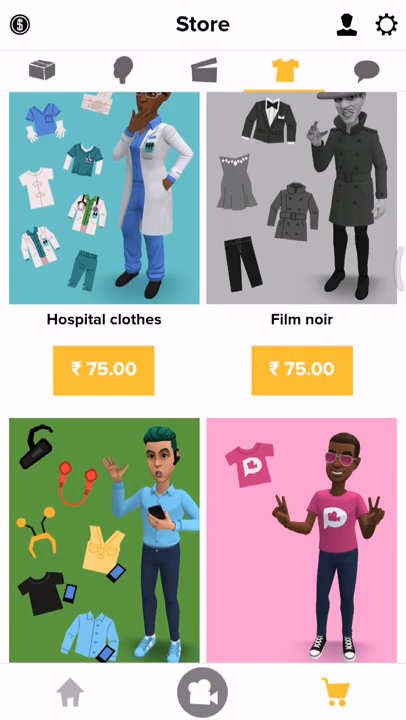 Store
Hospital clothes
Film noir
₹ 75.00
₹ 75.00